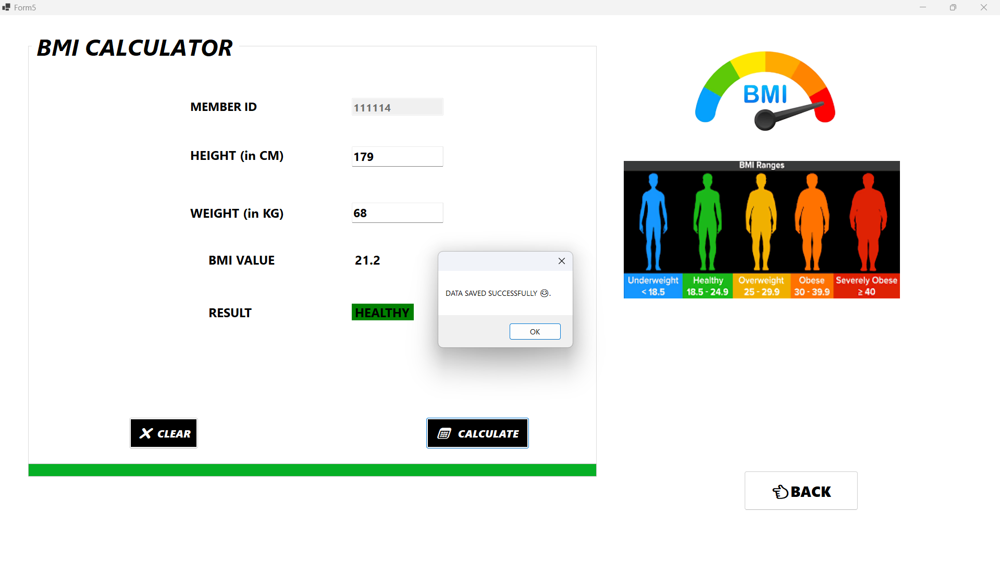 Form5
BMI CALCULATOR
MEMBER ID 111114
HEIGHT (in CM) 179
WEIGHT (in KG) 68
BMI VALUE 21.2
RESULT HEALTHY
DATA SAVED SUCCESSFULLY 😊.
OK
CLEAR
CALCULATE
BMI
BMI Ranges
Underweight Healthy Overweight Obese Severely Obese
< 18.5 18.5 - 24.9 25 - 29.9 30 - 39.9 ≥ 40
BACK